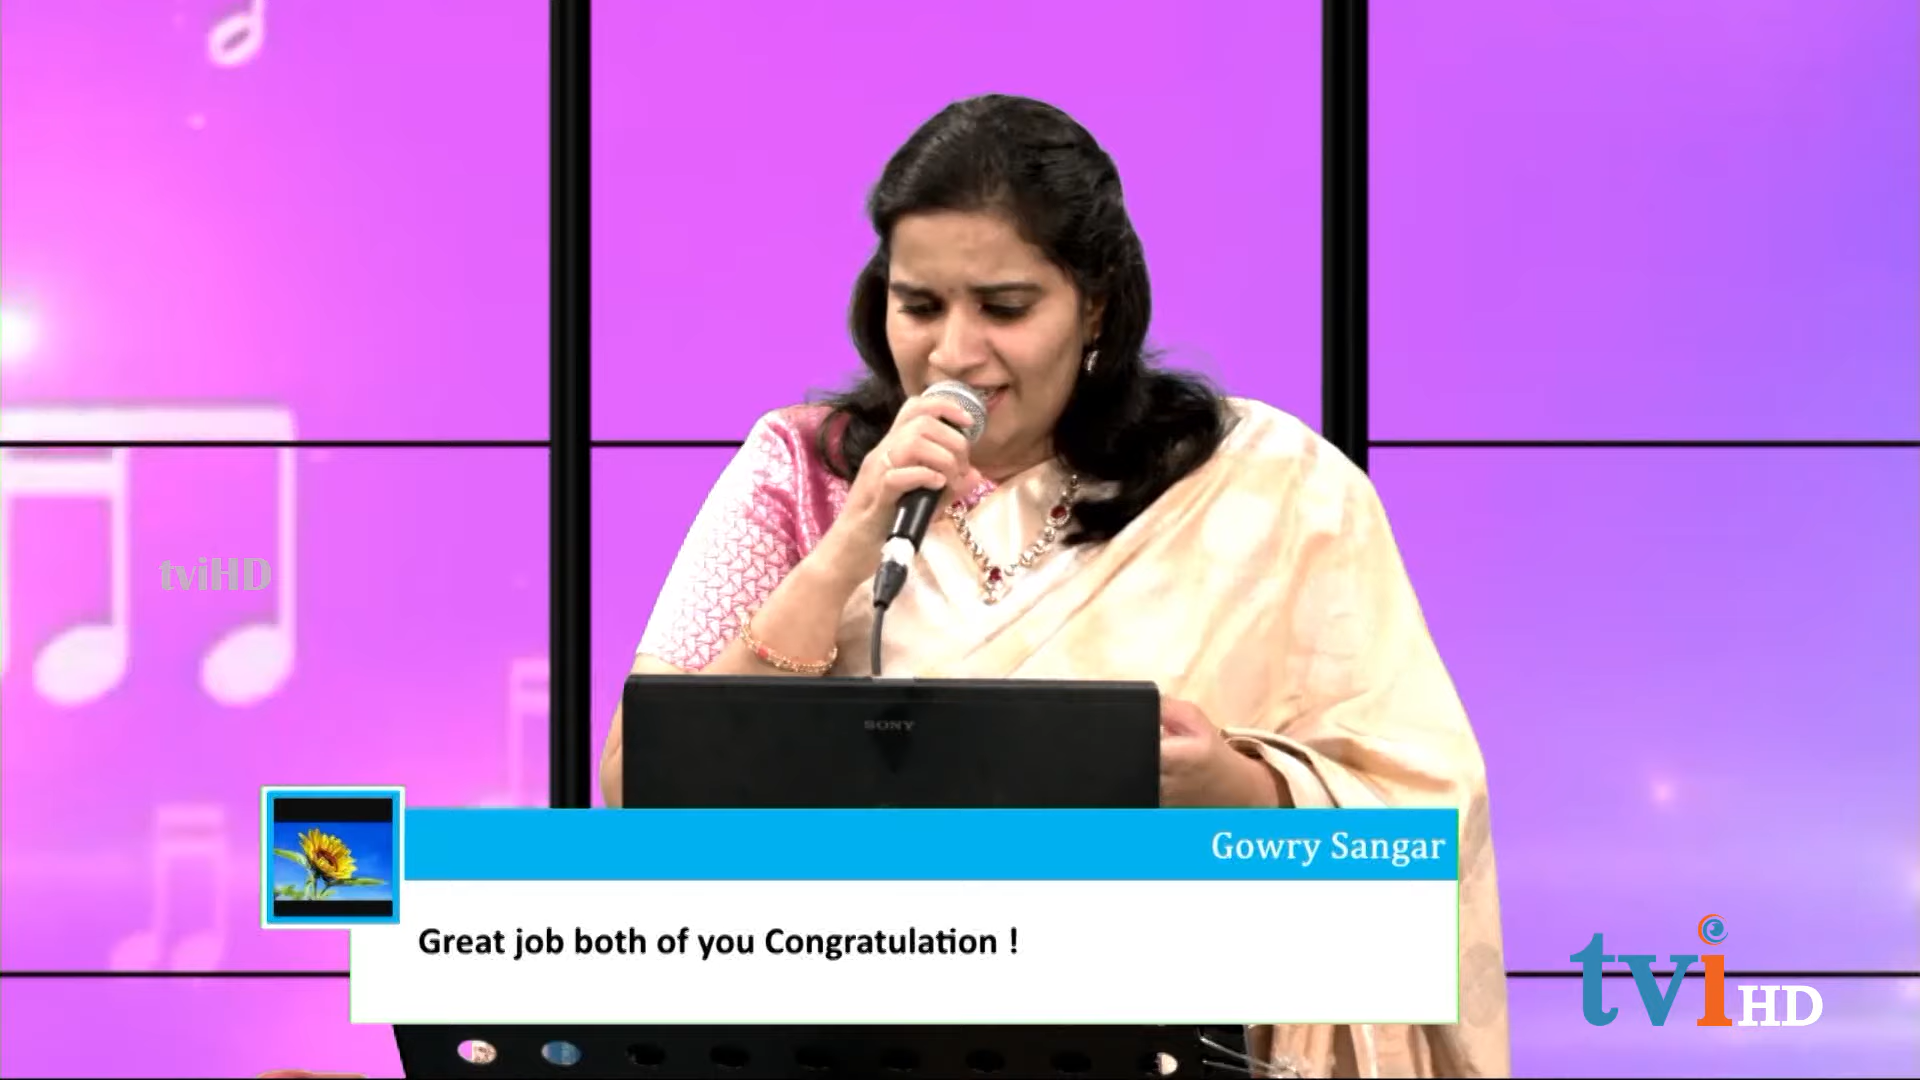 tviHD
SONY
Gowry Sangar
Great job both of you Congratulation !
tvi HD